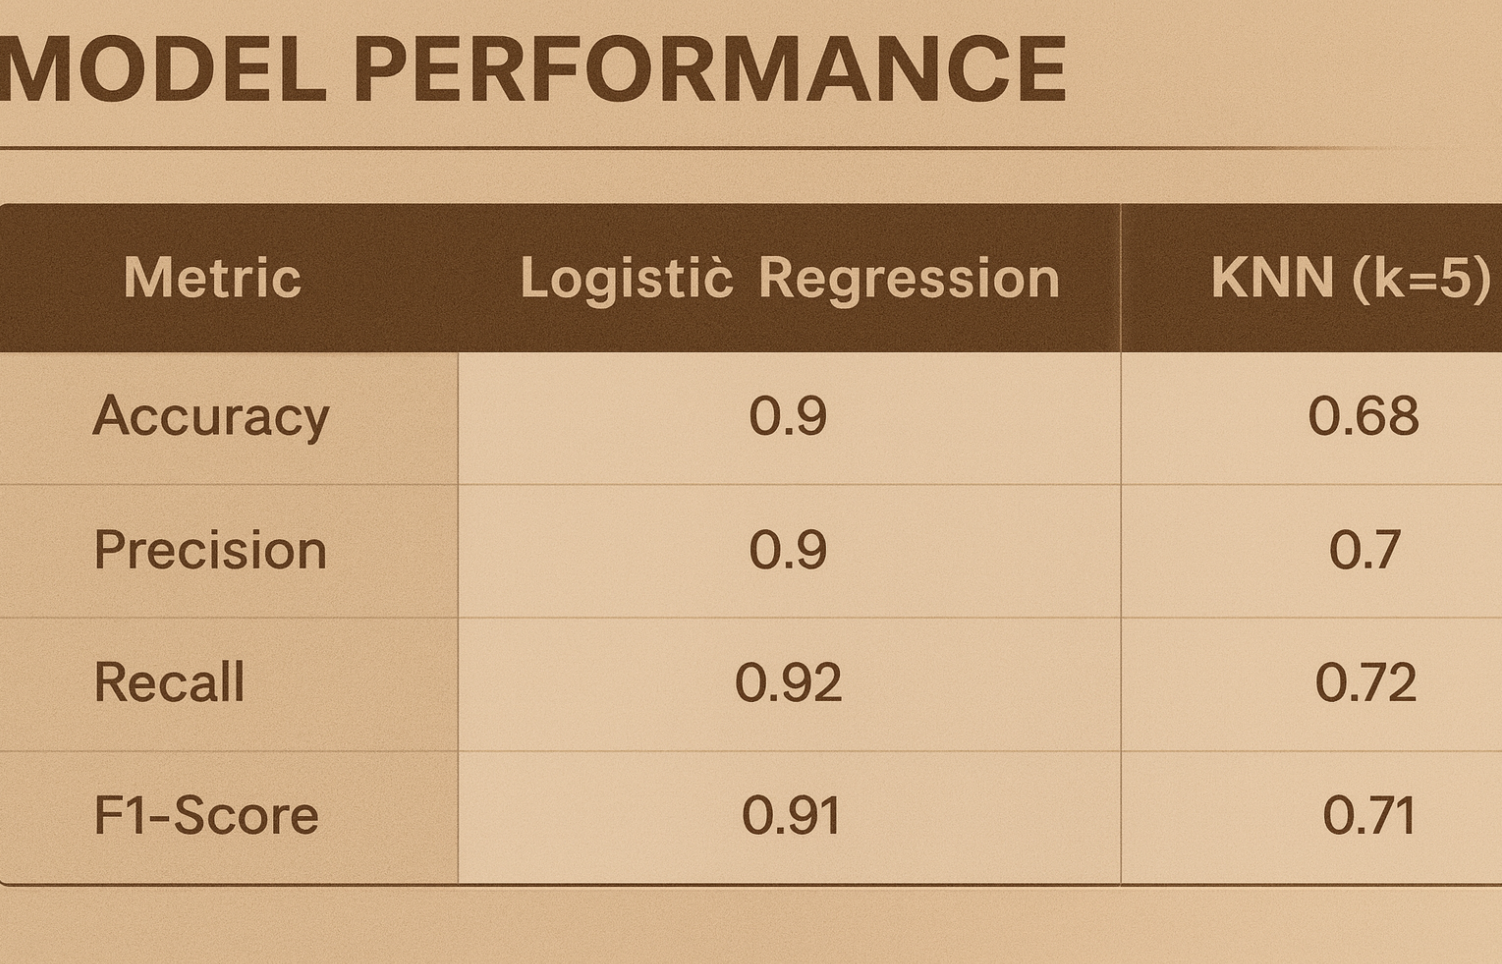 MODEL PERFORMANCE
Metric Logistic̀ Regression KNN (k=5)
Accuracy 0.9 0.68
Precision 0.9 0.7
Recall 0.92 0.72
F1-Score 0.91 0.71